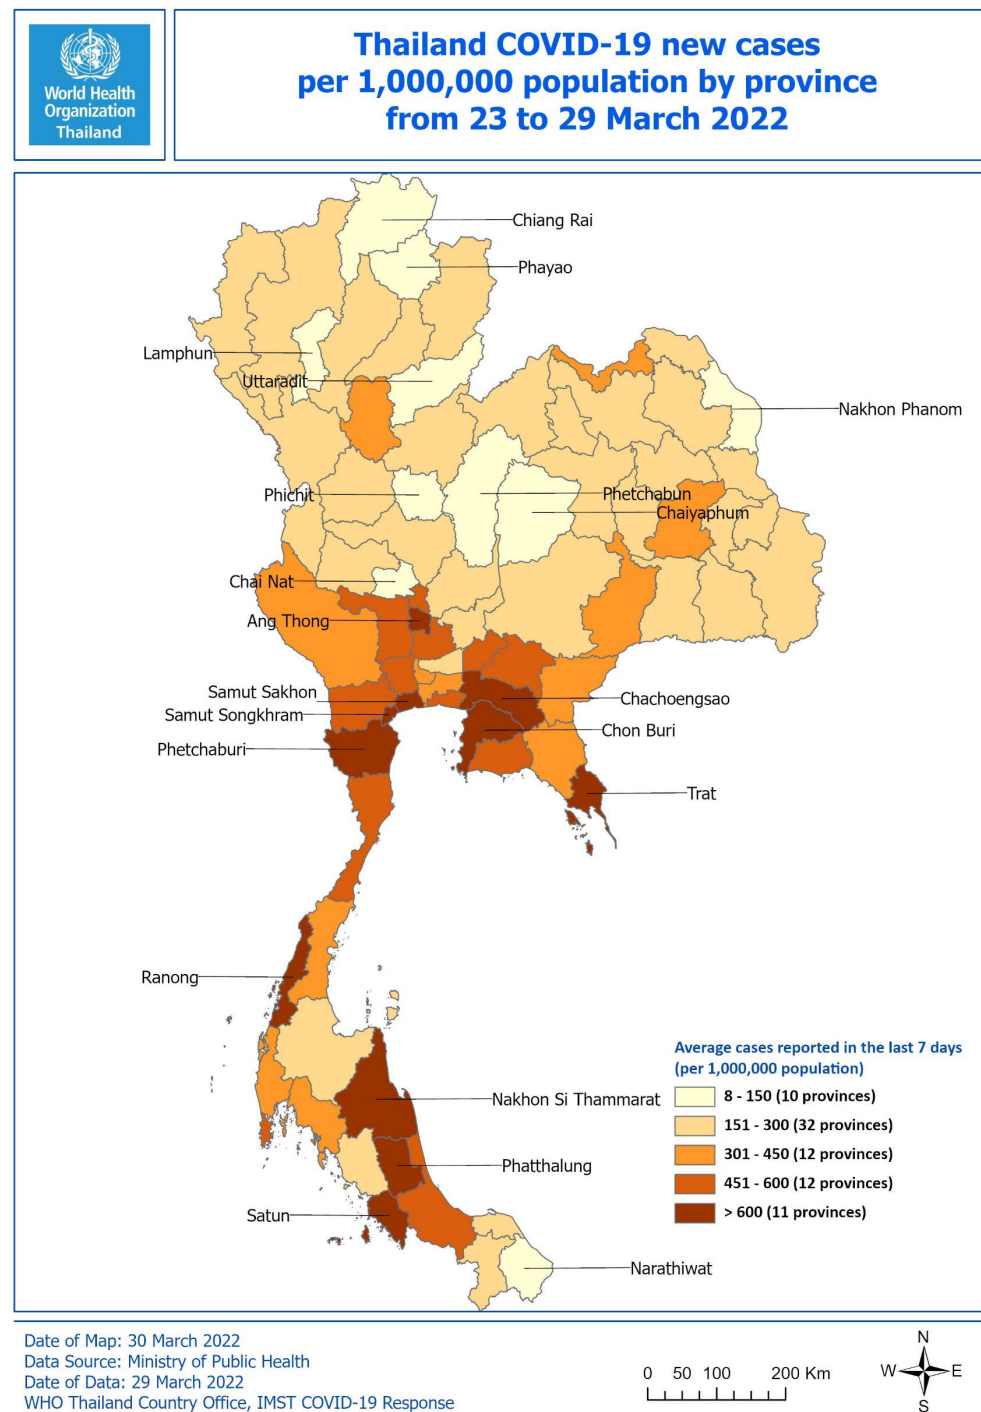 World Health
Organization
Thailand
Thailand COVID-19 new cases
per 1,000,000 population by province
from 23 to 29 March 2022
Chiang Rai
Phayao
Lamphun
Uttaradit
Nakhon Phanom
Phichit
Phetchabun
Chaiyaphum
Chai Nat
Ang Thong
Samut Sakhon
Chachoengsao
Samut Songkhram
Chon Buri
Phetchaburi
Trat
Ranong
Nakhon Si Thammarat
Phatthalung
Satun
Narathiwat
Average cases reported in the last 7 days
(per 1,000,000 population)
8 - 150 (10 provinces)
151 - 300 (32 provinces)
301 - 450 (12 provinces)
451 - 600 (12 provinces)
> 600 (11 provinces)
Date of Map: 30 March 2022
Data Source: Ministry of Public Health
Date of Data: 29 March 2022
WHO Thailand Country Office, IMST COVID-19 Response
0 50 100 200 Km
N
W E
S